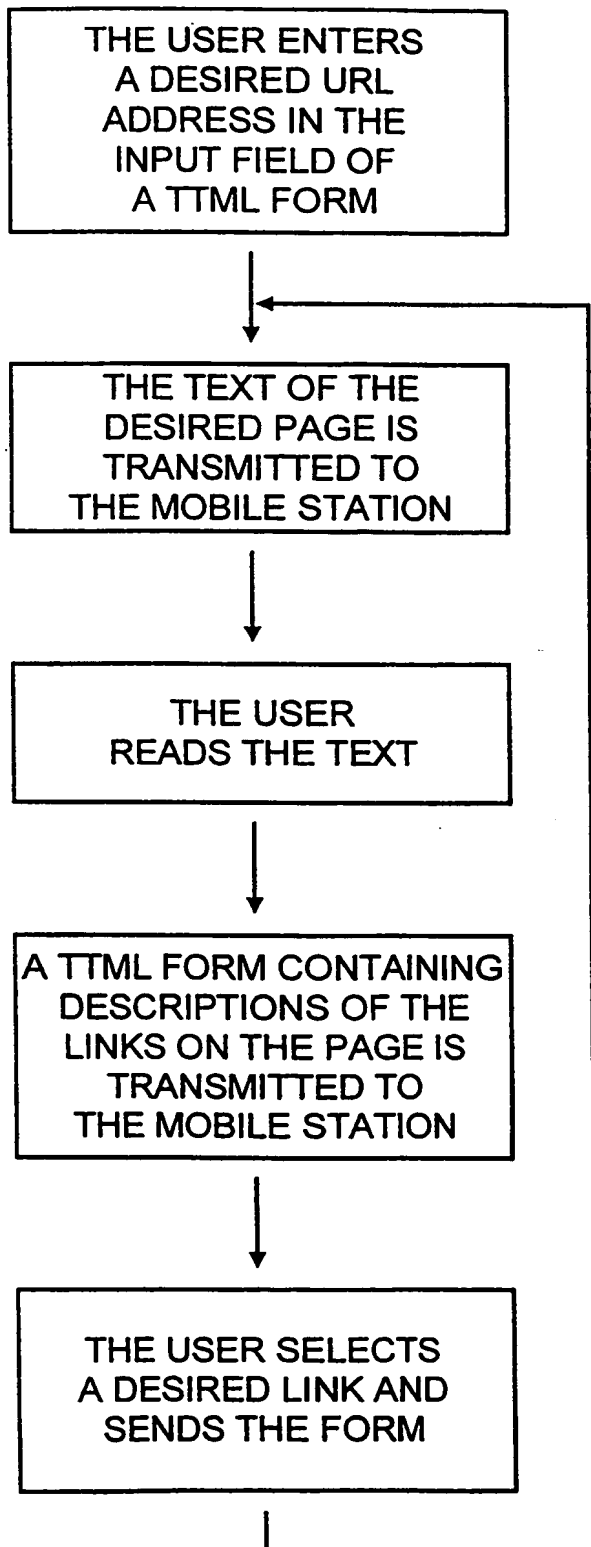 THE USER ENTERS
A DESIRED URL
ADDRESS IN THE
INPUT FIELD OF
A TTML FORM
THE TEXT OF THE
DESIRED PAGE IS
TRANSMITTED TO
THE MOBILE STATION
THE USER
READS THE TEXT
A TTML FORM CONTAINING
DESCRIPTIONS OF THE
LINKS ON THE PAGE IS
TRANSMITTED TO
THE MOBILE STATION
THE USER SELECTS
A DESIRED LINK AND
SENDS THE FORM